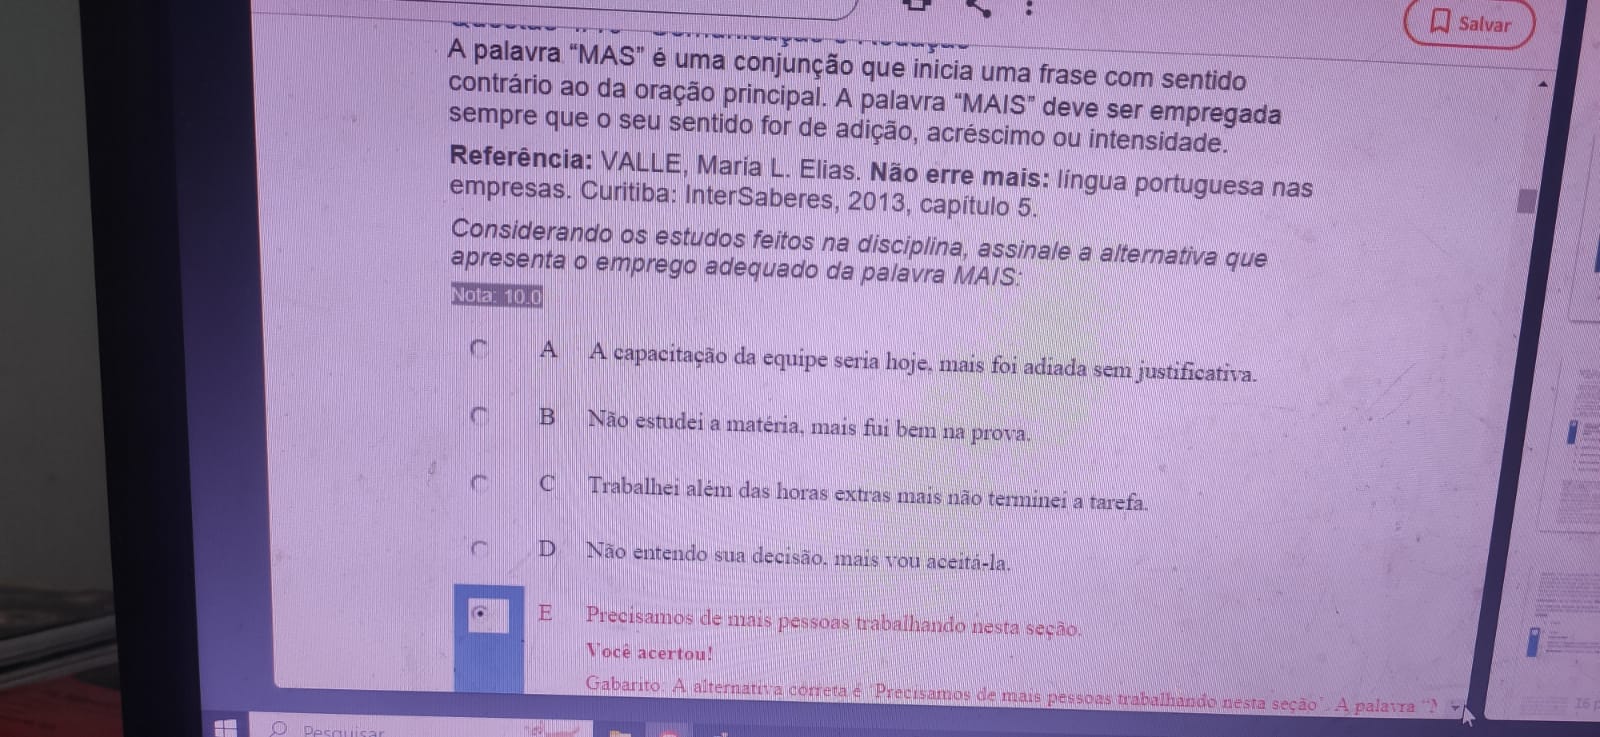 Salvar
A palavra “MAS” é uma conjunção que inicia uma frase com sentido
contrário ao da oração principal. A palavra “MAIS” deve ser empregada
sempre que o seu sentido for de adição, acréscimo ou intensidade.
Referência: VALLE, Maria L. Elias. Não erre mais: língua portuguesa nas
empresas. Curitiba: InterSaberes, 2013, capítulo 5.
Considerando os estudos feitos na disciplina, assinale a alternativa que
apresenta o emprego adequado da palavra MAIS:
Nota: 10.0
A A capacitação da equipe seria hoje, mais foi adiada sem justificativa.
B Não estudei a matéria, mais fui bem na prova.
C Trabalhei além das horas extras mais não terminei a tarefa.
D Não entendo sua decisão, mais vou aceitá-la.
E Precisamos de mais pessoas trabalhando nesta seção.
Você acertou!
Gabarito: A alternativa correta é "Precisamos de mais pessoas trabalhando nesta seção". A palavra
Pesquisar